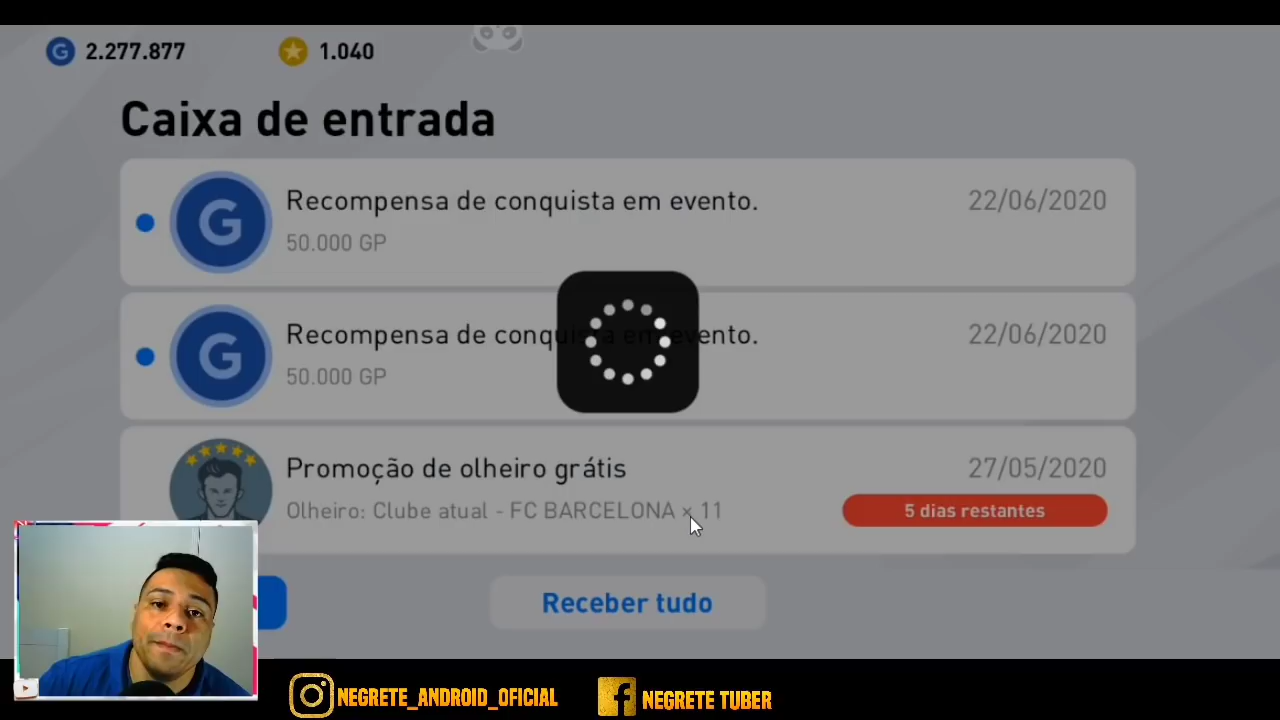 2.277.877
1.040
Caixa de entrada
Recompensa de conquista em evento.
22/06/2020
50.000 GP
Recompensa de conquista em evento.
22/06/2020
50.000 GP
Promoção de olheiro grátis
27/05/2020
Olheiro: Clube atual - FC BARCELONA × 11
5 dias restantes
Receber tudo
NEGRETE_ANDROID_OFICIAL
NEGRETE TUBER